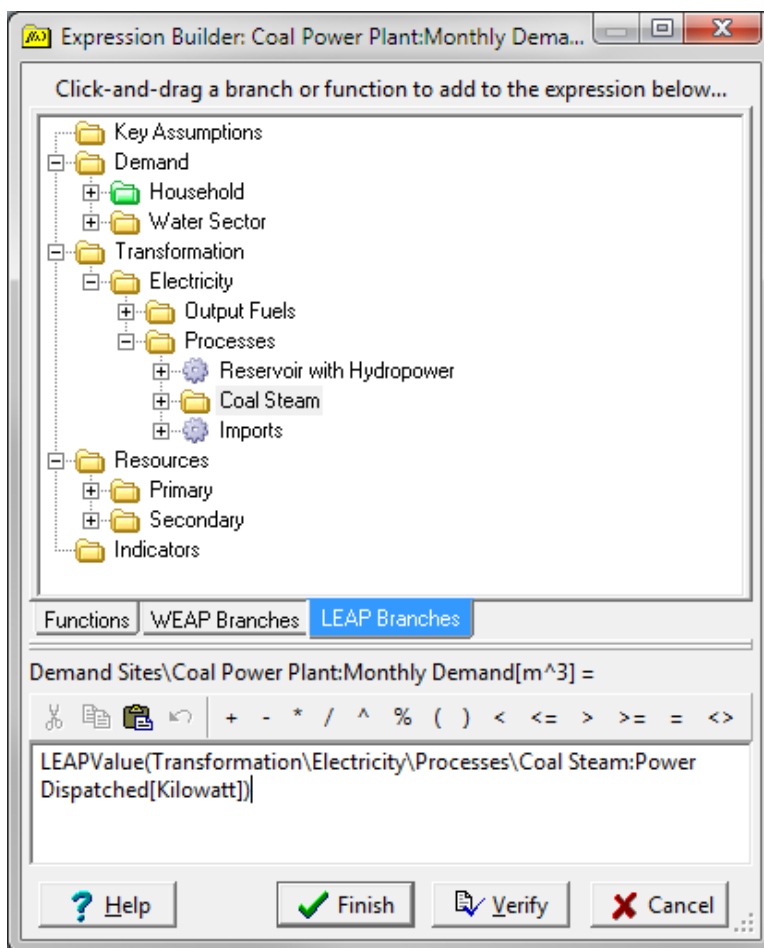 Expression Builder: Coal Power Plant:Monthly Dema...
Click-and-drag a branch or function to add to the expression below...
Key Assumptions
Demand
Household
Water Sector
Transformation
Electricity
Output Fuels
Processes
Reservoir with Hydropower
Coal Steam
Imports
Resources
Primary
Secondary
Indicators
Functions WEAP Branches LEAP Branches
Demand Sites\Coal Power Plant:Monthly Demand[m^3] =
+ - * / ^ % ( ) < <= > >= = <>
LEAPValue(Transformation\Electricity\Processes\Coal Steam:Power
Dispatched[Kilowatt])
? Help Finish Verify Cancel